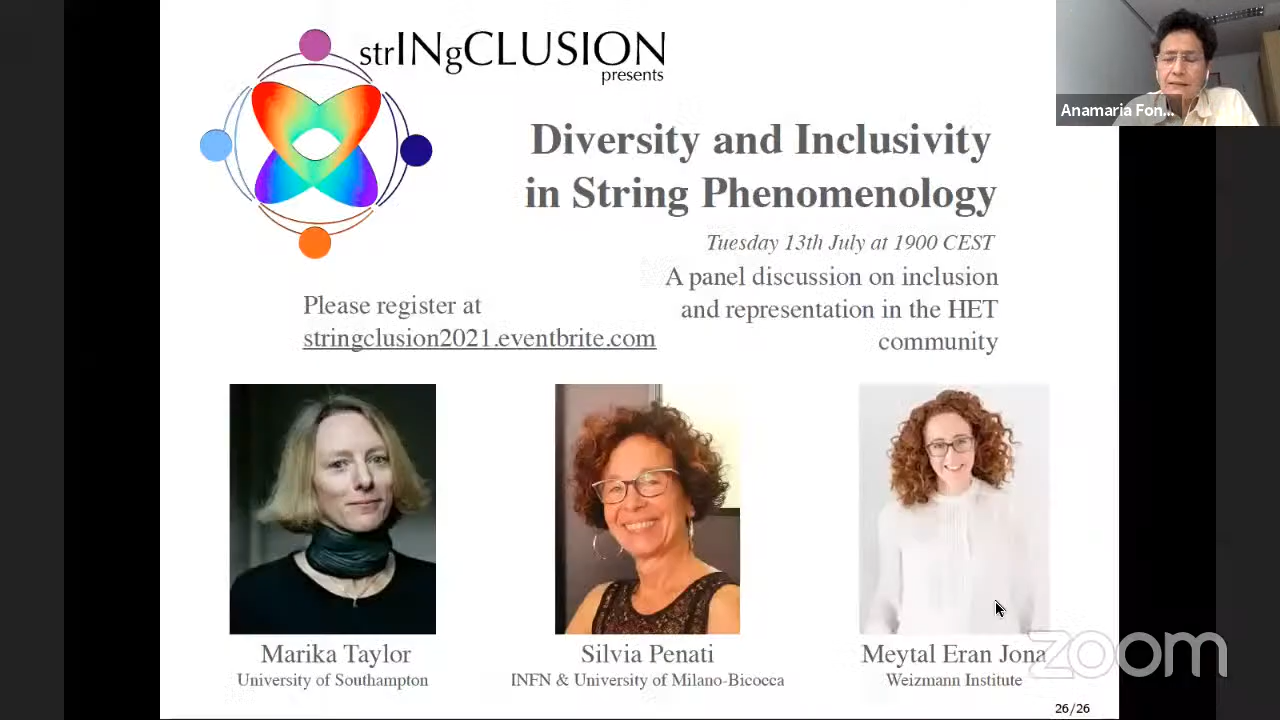 strINgCLUSION
presents
Anamaria Fon...
Diversity and Inclusivity
in String Phenomenology
Tuesday 13th July at 1900 CEST
A panel discussion on inclusion
and representation in the HET
community
Please register at
stringclusion2021.eventbrite.com
Marika Taylor
University of Southampton
Silvia Penati
INFN & University of Milano-Bicocca
Meytal Eran Jona
Weizmann Institute
zoom
26/26